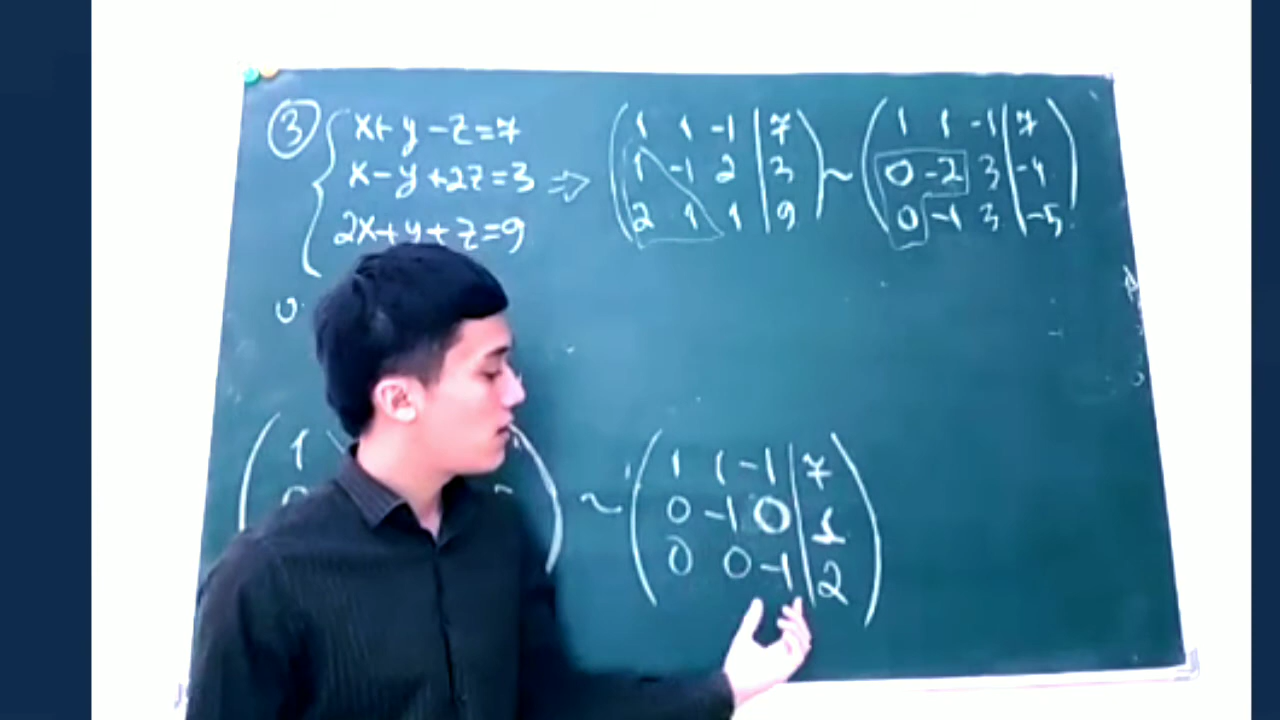 ③ { x+y-z=7
x-y+2z=3 ⇒
2x+y+z=9
( 1 1 -1 | 7 )
( 1 -1 2 | 3 ) ~
( 2 1 1 | 9 )
( 1 1 -1 | 7 )
( 0 -2 3 | -4 )
( 0 -1 3 | -5 )
( 1
~ ( 1 1 -1 | 7 )
( 0 -1 0 | 1 )
( 0 0 -1 | 2 )